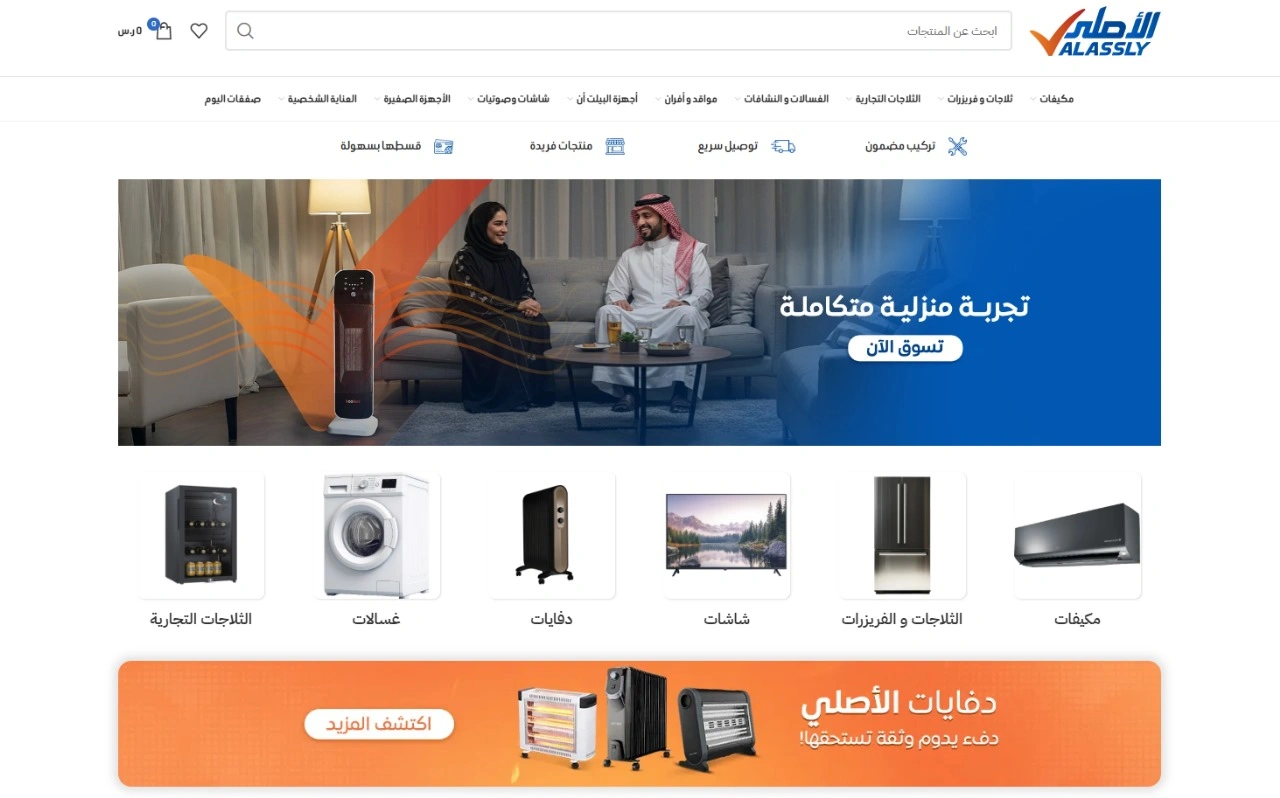 الأصلي
ALASSLY
ابحث عن المنتجات
0
0 ر.س
مكيفات
ثلاجات و فريزرات
الثلاجات التجارية
الغسالات و النشافات
مواقد و أفران
أجهزة البيلت أن
شاشات وصوتيات
الأجهزة الصغيرة
العناية الشخصية
صفقات اليوم
تركيب مضمون
توصيل سريع
منتجات فريدة
قسطها بسهولة
تجربة منزلية متكاملة
تسوق الآن
مكيفات
الثلاجات و الفريزرات
شاشات
دفايات
غسالات
الثلاجات التجارية
دفايات الأصلي
دفء يدوم وثقة تستحقها!
اكتشف المزيد